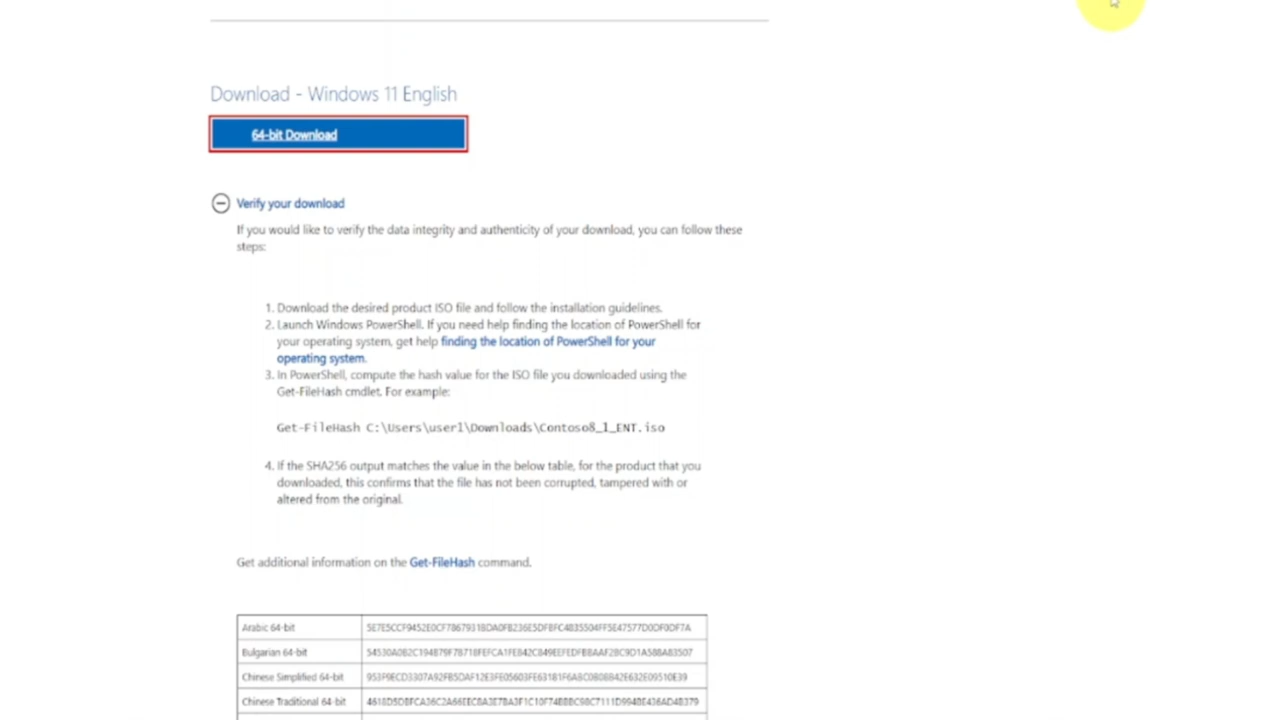 Download - Windows 11 English
64-bit Download
Verify your download
If you would like to verify the data integrity and authenticity of your download, you can follow these
steps:
1. Download the desired product ISO file and follow the installation guidelines.
2. Launch Windows PowerShell. If you need help finding the location of PowerShell for
your operating system, get help finding the location of PowerShell for your
operating system.
3. In PowerShell, compute the hash value for the ISO file you downloaded using the
Get-FileHash cmdlet. For example:
Get-FileHash C:\Users\user1\Downloads\Contoso8_1_ENT.iso
4. If the SHA256 output matches the value in the below table, for the product that you
downloaded, this confirms that the file has not been corrupted, tampered with or
altered from the original.
Get additional information on the Get-FileHash command.
Arabic 64-bit
Bulgarian 64-bit
Chinese Simplified 64-bit
Chinese Traditional 64-bit